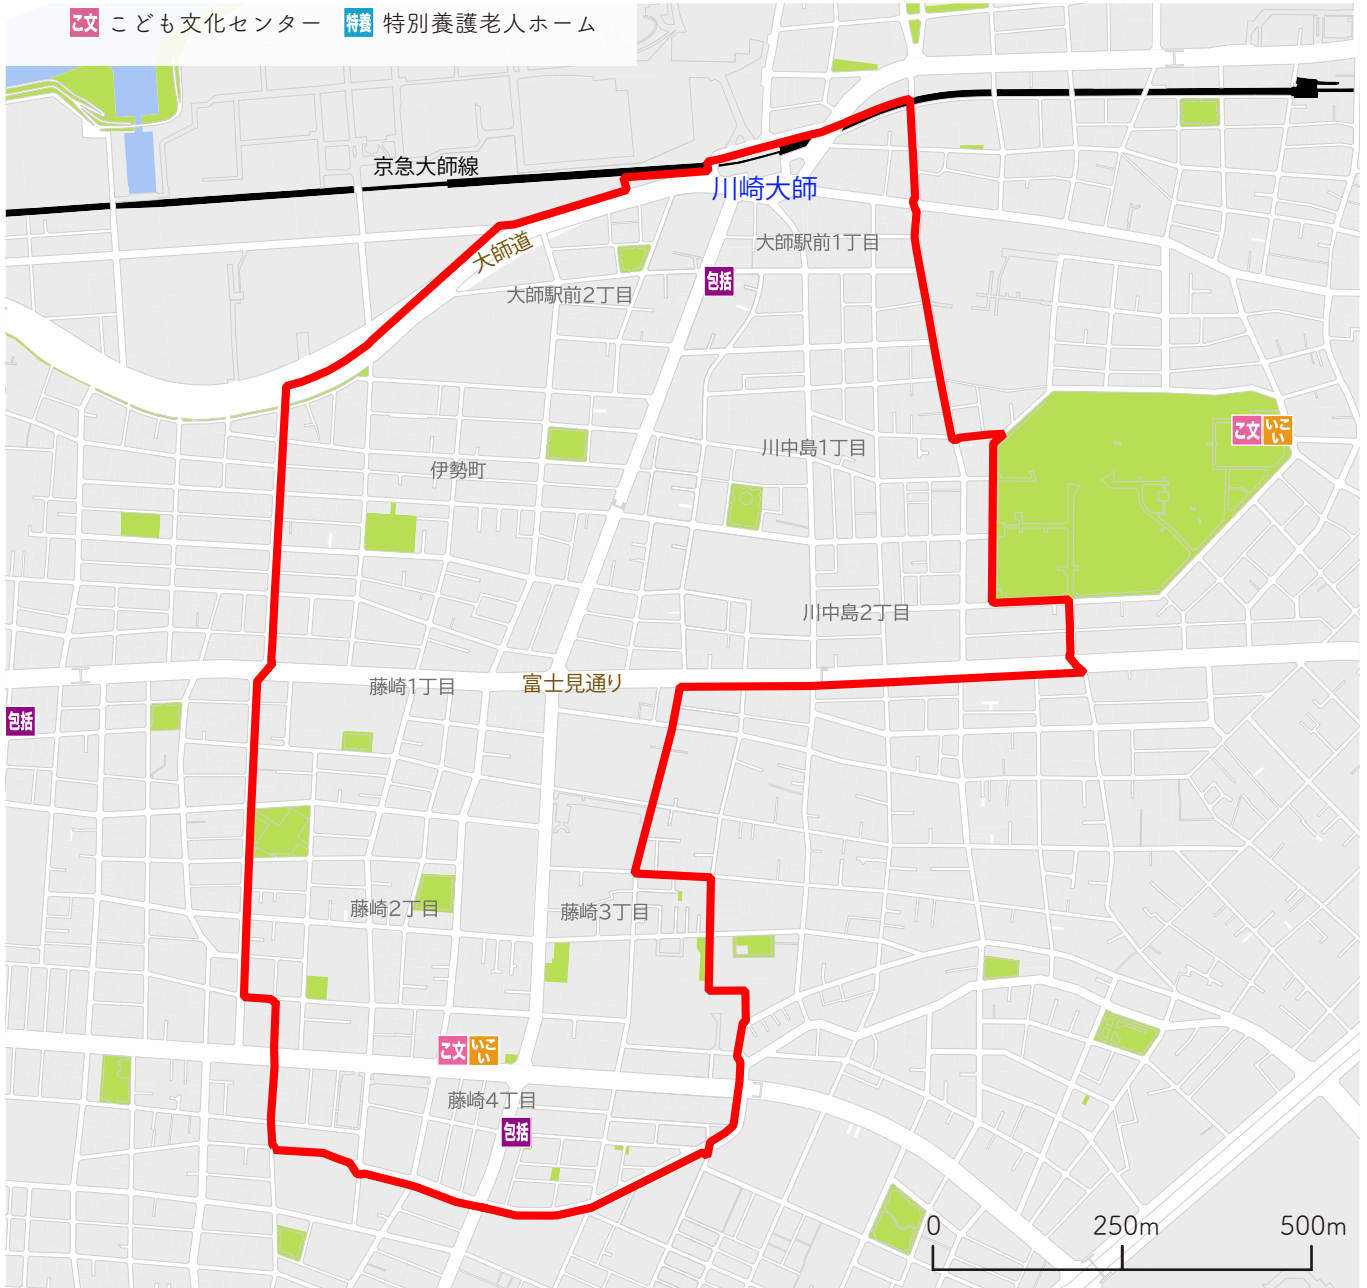 こ文 こども文化センター 特養 特別養護老人ホーム
京急大師線
川崎大師
大師道
大師駅前1丁目
包括
大師駅前2丁目
こ文 いこい
川中島1丁目
伊勢町
川中島2丁目
藤崎1丁目
富士見通り
包括
藤崎2丁目
藤崎3丁目
こ文 いこい
藤崎4丁目
包括
0 250m 500m